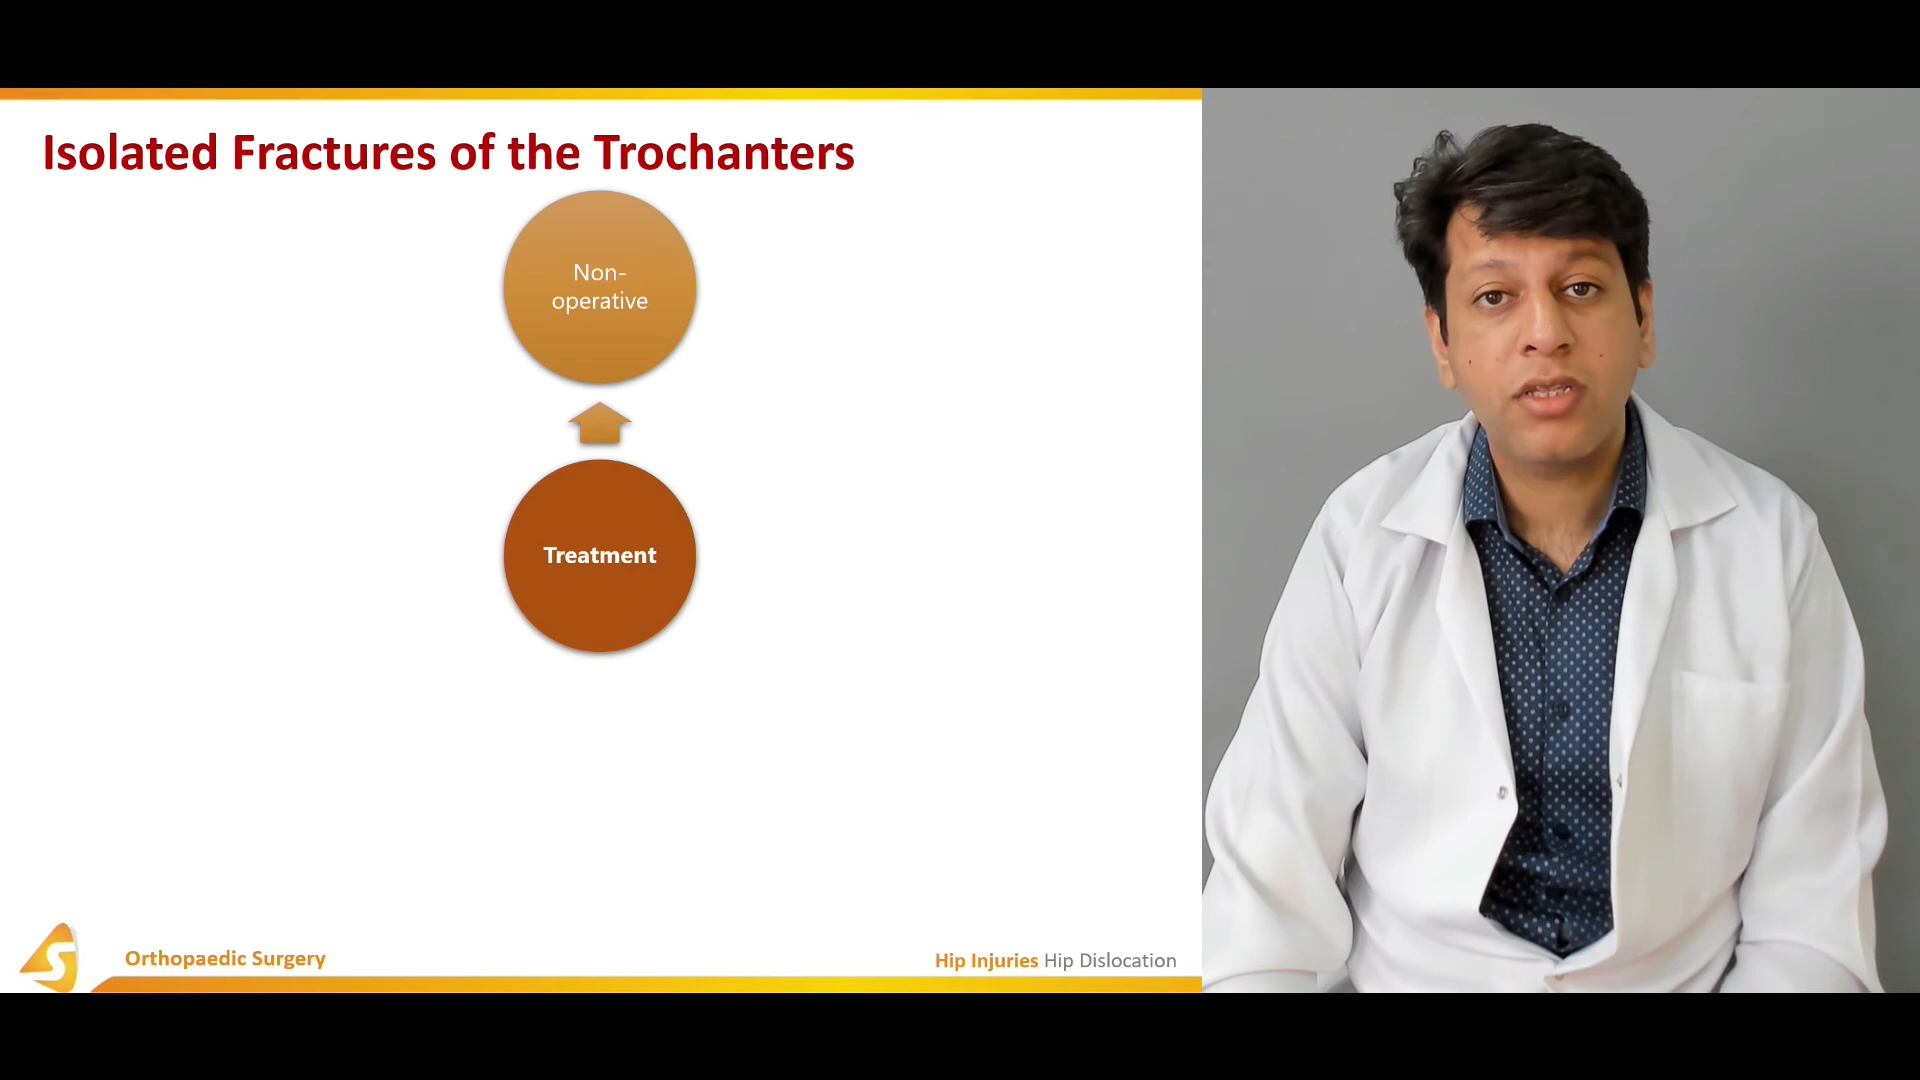 Isolated Fractures of the Trochanters
Non-
operative
Treatment
Orthopaedic Surgery
Hip Injuries Hip Dislocation